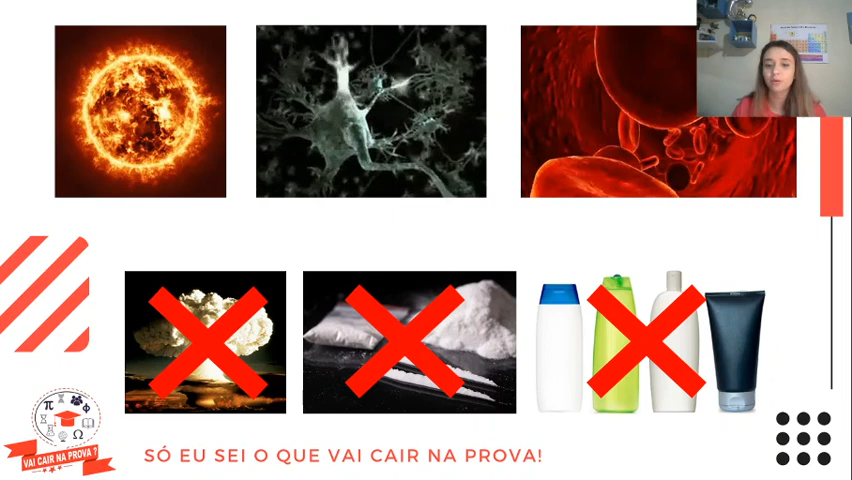 π
Φ
Ω
VAI CAIR NA PROVA ?
SÓ EU SEI O QUE VAI CAIR NA PROVA!